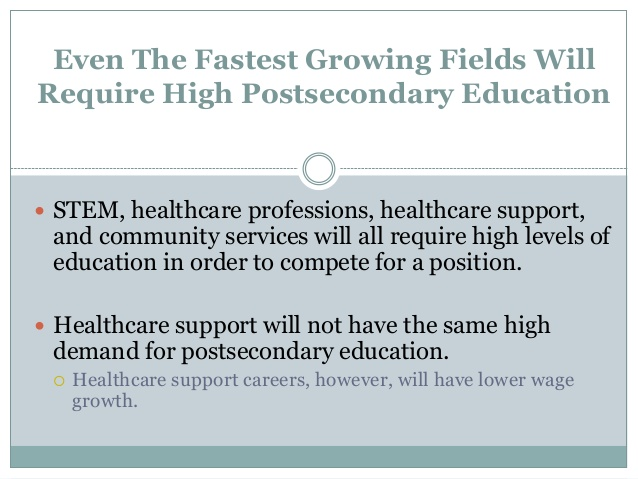 Even The Fastest Growing Fields Will
Require High Postsecondary Education
STEM, healthcare professions, healthcare support,
and community services will all require high levels of
education in order to compete for a position.
Healthcare support will not have the same high
demand for postsecondary education.
Healthcare support careers, however, will have lower wage
growth.